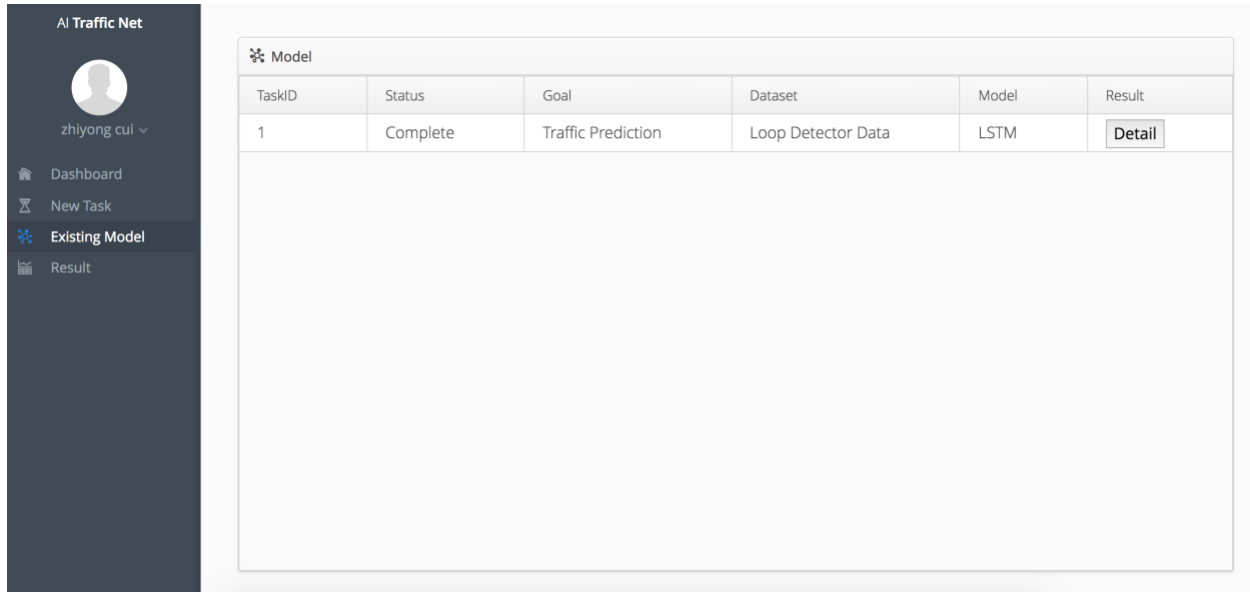 AI Traffic Net
zhiyong cui
Dashboard
New Task
Existing Model
Result
Model
TaskID Status Goal Dataset Model Result
1 Complete Traffic Prediction Loop Detector Data LSTM Detail